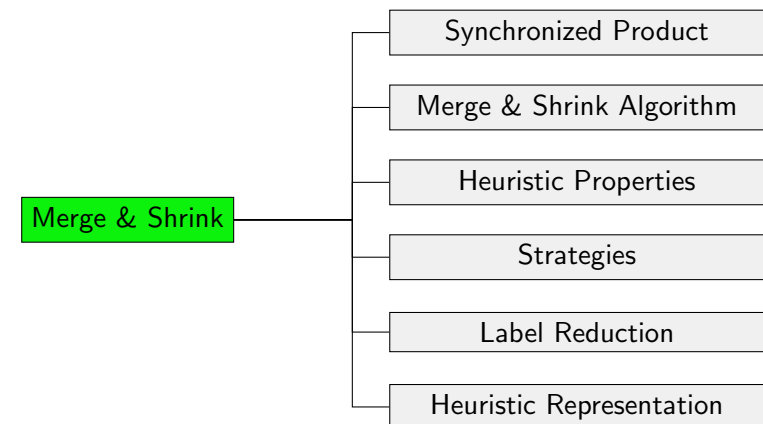 Synchronized Product
Merge & Shrink Algorithm
Heuristic Properties
Merge & Shrink
Strategies
Label Reduction
Heuristic Representation